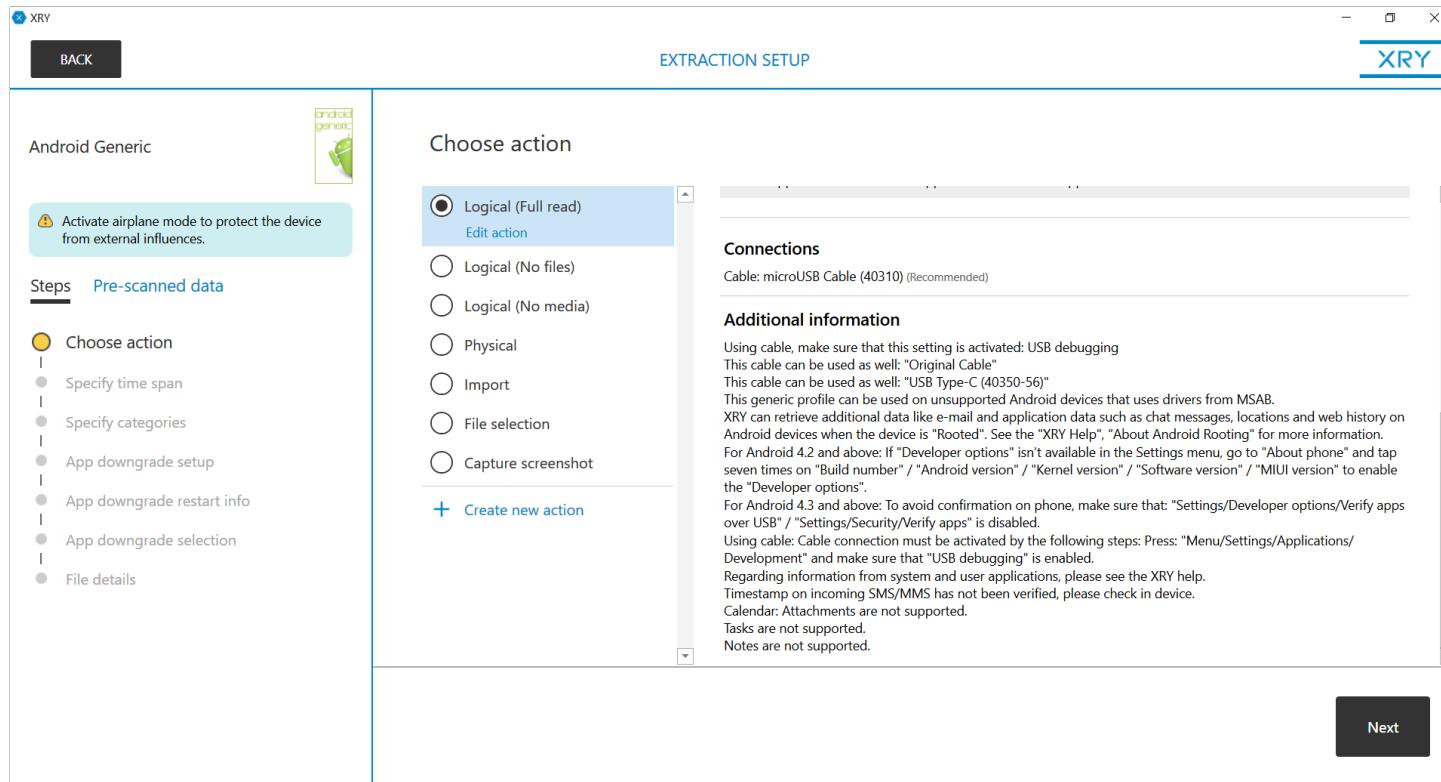 XRY
BACK
EXTRACTION SETUP
XRY
Android Generic
android
generic
Activate airplane mode to protect the device
from external influences.
Steps
Pre-scanned data
Choose action
Specify time span
Specify categories
App downgrade setup
App downgrade restart info
App downgrade selection
File details
Choose action
Logical (Full read)
Edit action
Logical (No files)
Logical (No media)
Physical
Import
File selection
Capture screenshot
+ Create new action
Connections
Cable: microUSB Cable (40310) (Recommended)
Additional information
Using cable, make sure that this setting is activated: USB debugging
This cable can be used as well: "Original Cable"
This cable can be used as well: "USB Type-C (40350-56)"
This generic profile can be used on unsupported Android devices that uses drivers from MSAB.
XRY can retrieve additional data like e-mail and application data such as chat messages, locations and web history on
Android devices when the device is "Rooted". See the "XRY Help", "About Android Rooting" for more information.
For Android 4.2 and above: If "Developer options" isn't available in the Settings menu, go to "About phone" and tap
seven times on "Build number" / "Android version" / "Kernel version" / "Software version" / "MIUI version" to enable
the "Developer options".
For Android 4.3 and above: To avoid confirmation on phone, make sure that: "Settings/Developer options/Verify apps
over USB" / "Settings/Security/Verify apps" is disabled.
Using cable: Cable connection must be activated by the following steps: Press: "Menu/Settings/Applications/
Development" and make sure that "USB debugging" is enabled.
Regarding information from system and user applications, please see the XRY help.
Timestamp on incoming SMS/MMS has not been verified, please check in device.
Calendar: Attachments are not supported.
Tasks are not supported.
Notes are not supported.
Next